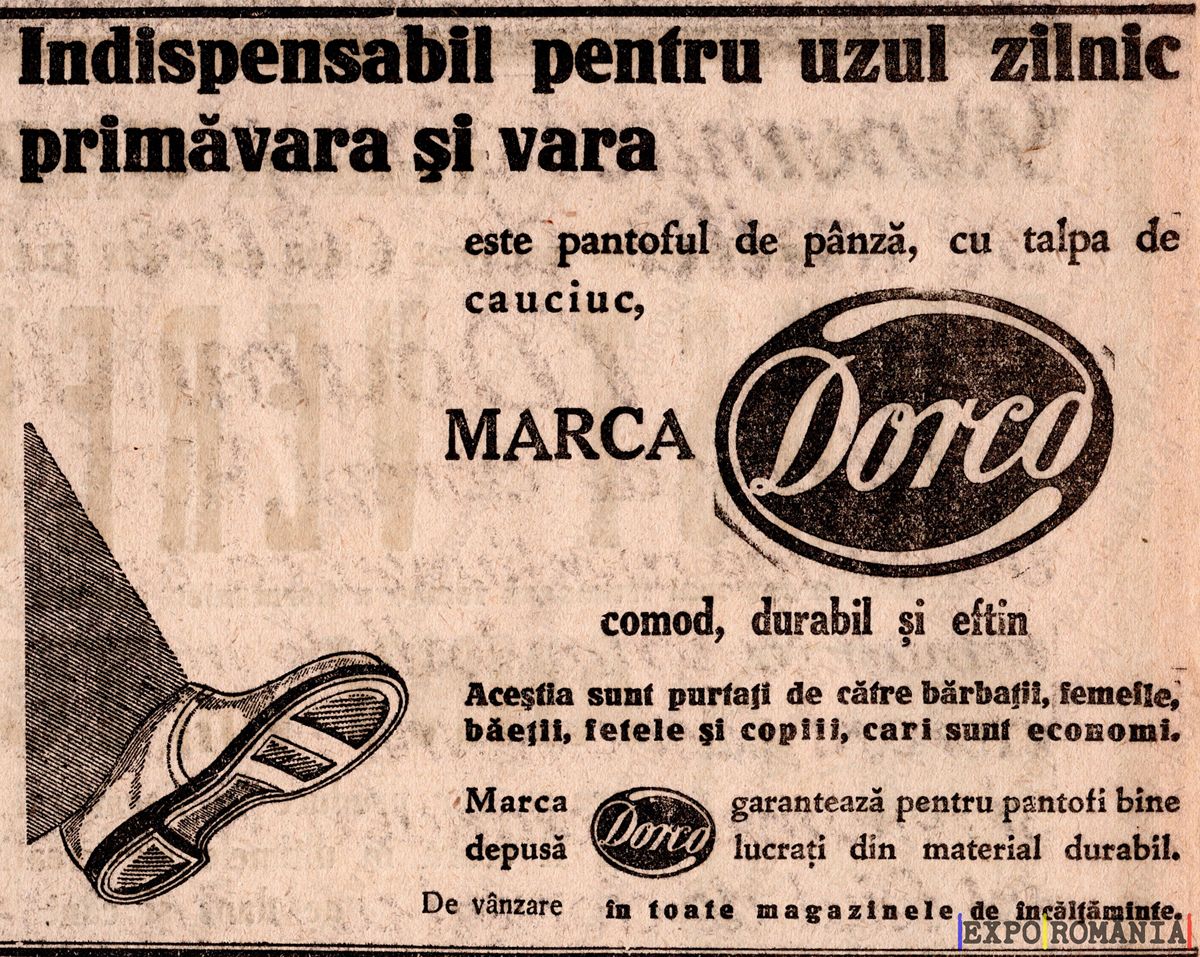 Indispensabil pentru uzul zilnic
primăvara şi vara
este pantoful de pânză, cu talpa de
cauciuc,
MARCA Dorco
comod, durabil și eftin
Aceştia sunt purtaţi de către bărbaţii, femeile,
băeţii, fetele şi copiii, cari sunt economi.
Marca Dorco garantează pentru pantofi bine
depusă lucrați din material durabil.
De vânzare în toate magazinele de încălţăminte.
EXPO ROMANIA